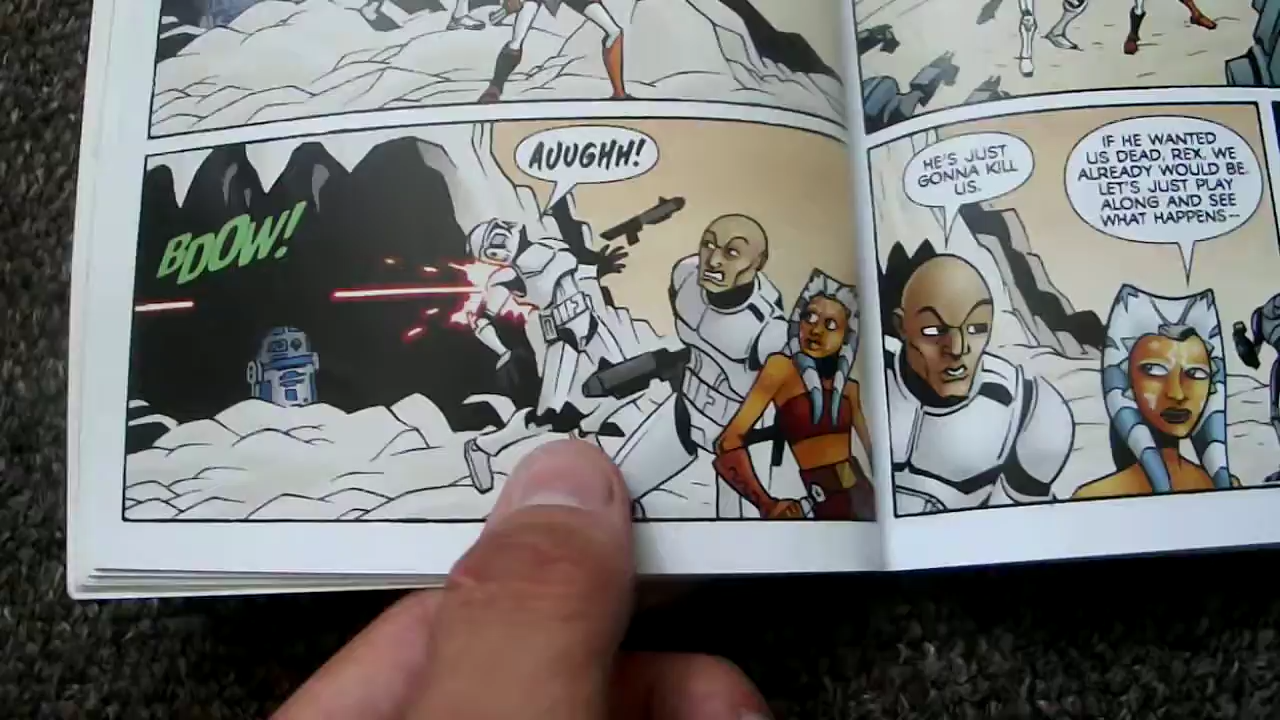 AUUGHH!
BDOW!
HE'S JUST
GONNA KILL
US.
IF HE WANTED
US DEAD, REX, WE
ALREADY WOULD BE.
LET'S JUST PLAY
ALONG AND SEE
WHAT HAPPENS--